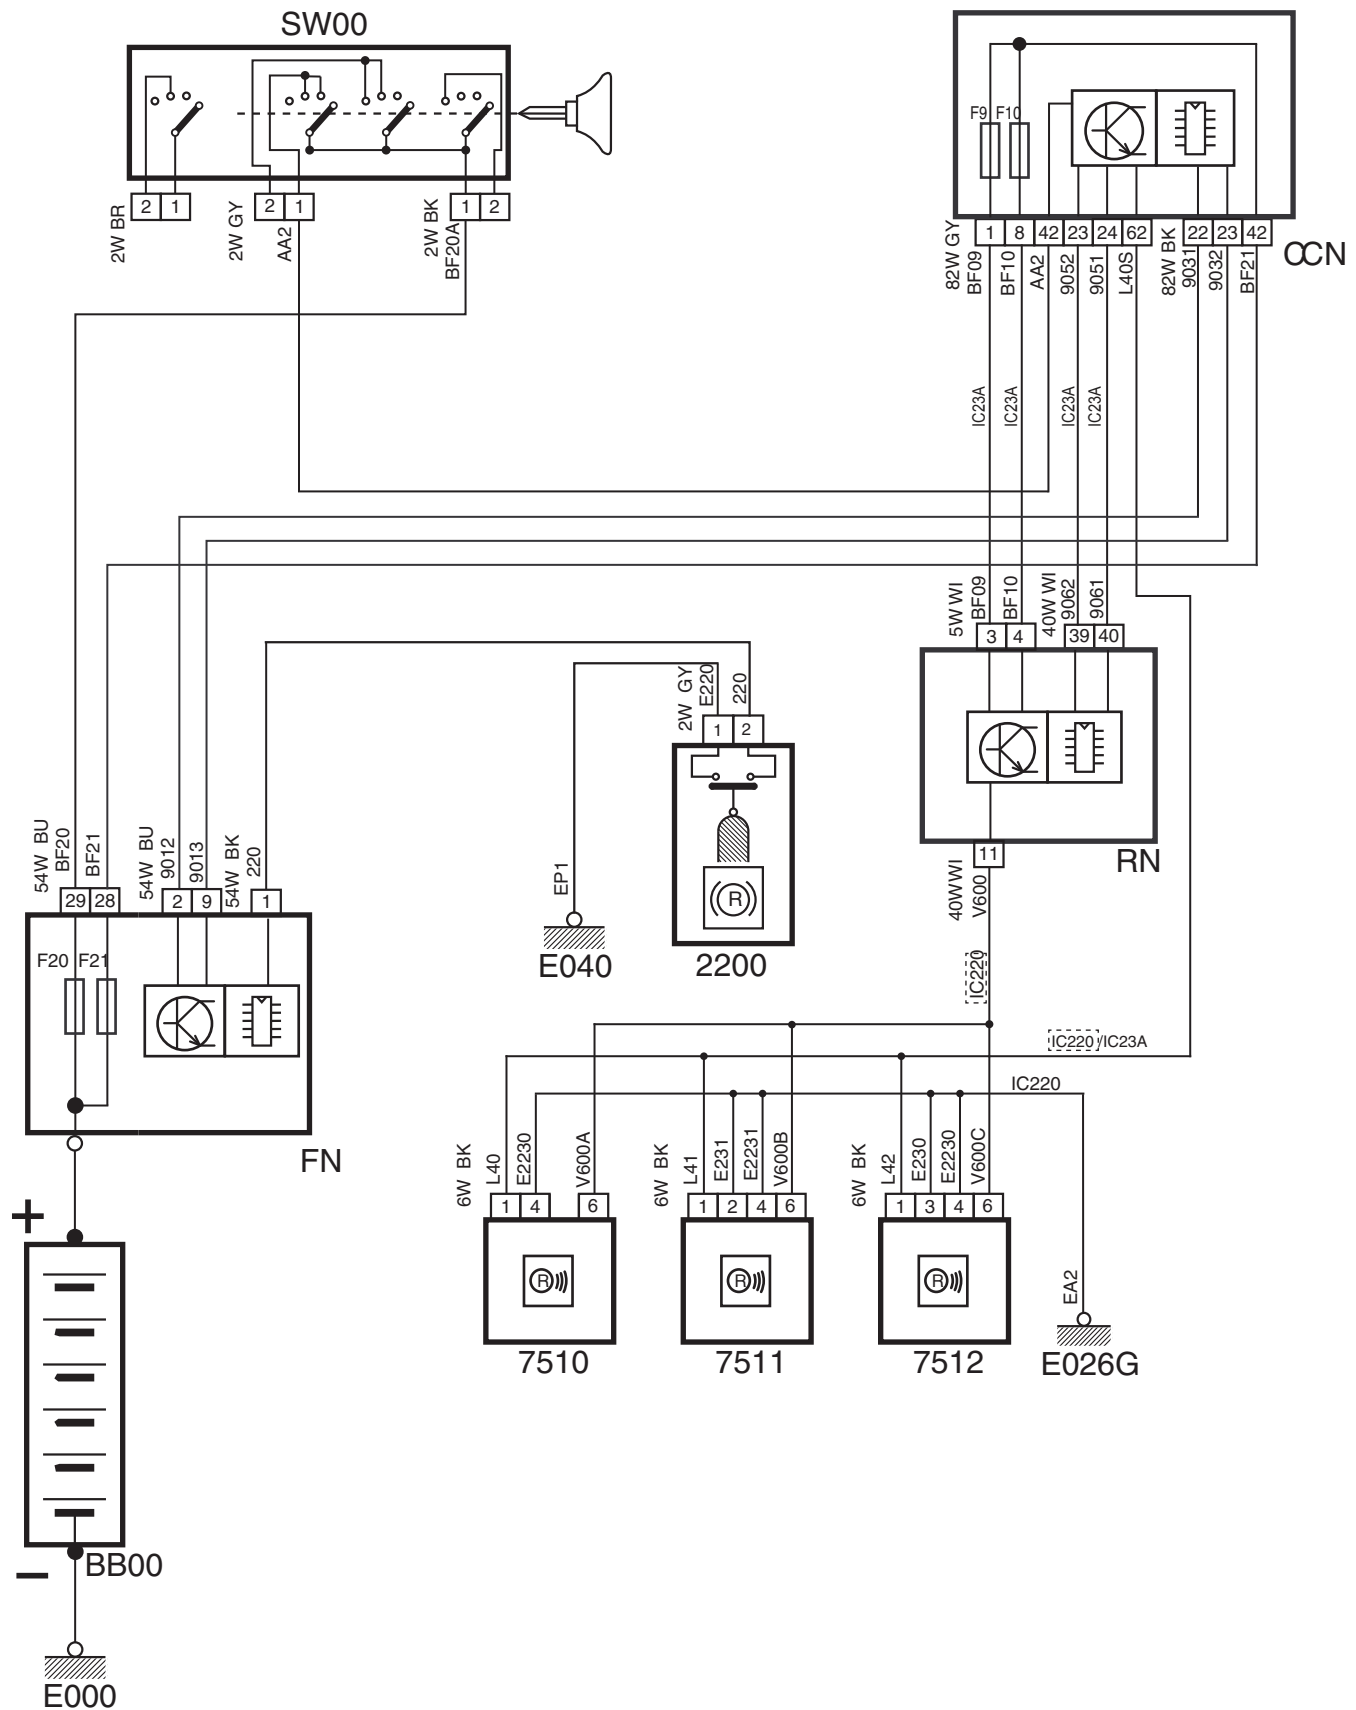 SW00
F9 F10
2 1
2 1
1 2
2W BR
2W GY
AA2
2W BK
BF20A
1 8 42 23 24 62
22 23 42
CCN
82W GY
BF09
BF10
AA2
9052
9051
L40S
82W BK
9031
9032
BF21
IC23A
IC23A
IC23A
IC23A
5W WI
BF09
BF10
40W WI
9062
9061
3 4
39 40
2W GY
E220
220
1 2
R
2200
11
RN
40WWI
V600
IC220
EP1
E040
54W BU
BF20
BF21
54W BU
9012
9013
54W BK
220
29 28
2 9
1
F20 F21
FN
IC220 /IC23A
IC220
6W BK
L40
E2230
V600A
6W BK
L41
E231
E2231
V600B
6W BK
L42
E230
E2230
V600C
1 4 6
1 2 4 6
1 3 4 6
R
R
R
7510
7511
7512
EA2
E026G
+
–
BB00
E000